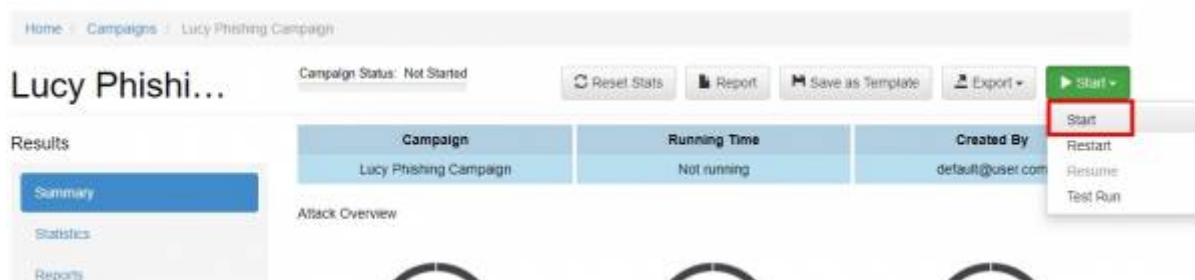 Home / Campaigns / Lucy Phishing Campaign
Lucy Phishi...
Campaign Status: Not Started
Reset Stats
Report
Save as Template
Export
Start
Start
Restart
Resume
Test Run
Results
Campaign Running Time Created By
Lucy Phishing Campaign Not running default@user.com
Summary
Attack Overview
Statistics
Reports